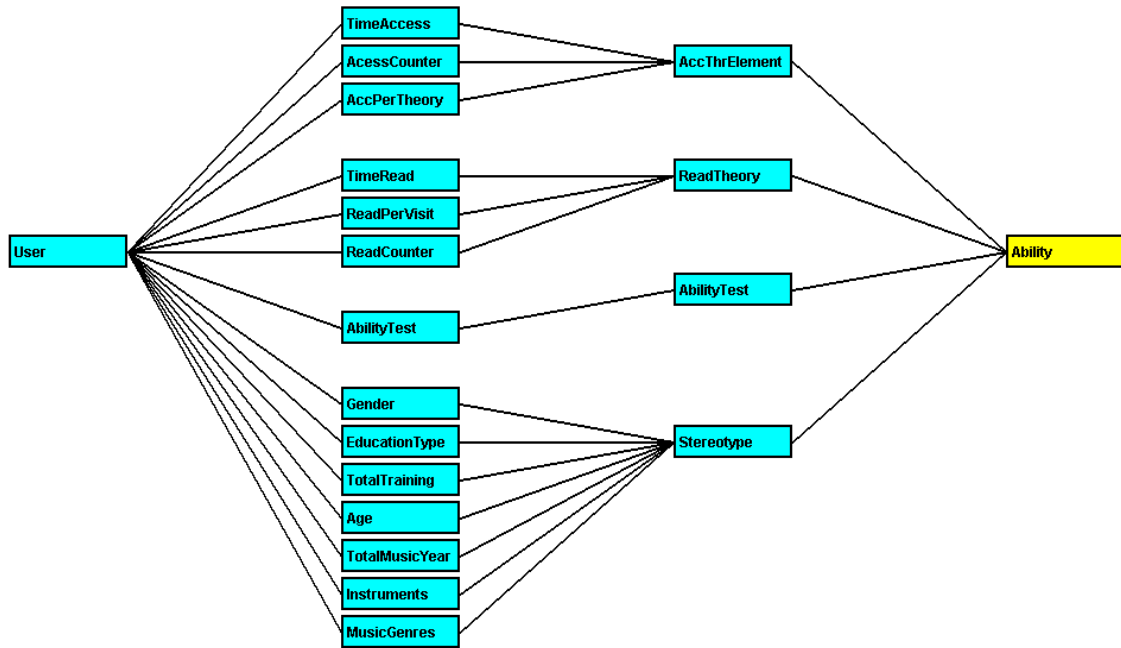 TimeAccess
AcessCounter
AccThrElement
AccPerTheory
TimeRead
ReadTheory
ReadPerVisit
User
ReadCounter
Ability
AbilityTest
AbilityTest
Gender
EducationType
Stereotype
TotalTraining
Age
TotalMusicYear
Instruments
MusicGenres